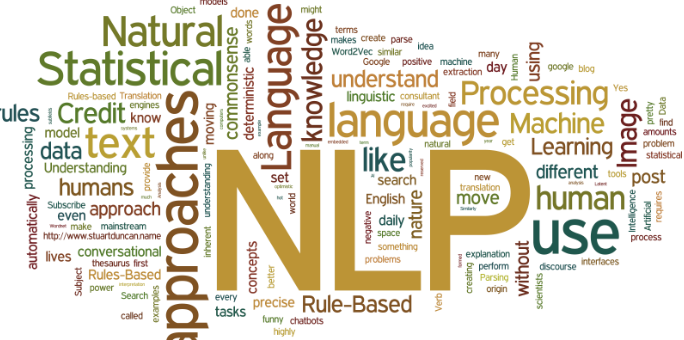 models
Object
Natural
done
might
terms
makes
create
parse
idea
many
Human
using
Word2Vec
similar
words
able
Statistical
commonsense
Language
knowledge
Google
positive
machine
extraction
day
google
blog
understand
Rules-based
Translation
engines
linguistic
consultant
field
Processing
Yes
Data
rules
Credit
know
deterministic
moving
language
Machine
Image
pretty
find
amounts
model
text
natural
get
Learning
problem
statistical
data
processing
approaches
along
like
Understanding
provide
set
search
new
translation
different
tools
post
humans
understanding
English
move
Similarly
human
Subscribe
even
approach
world
daily
nature
Intelligence
Artificial
requires
process
automatically
make
mainstream
NLP
negative
space
use
http://www.stuartduncan.name
inherent
something
lives
conversational
concepts
problems
explanation
without
thesaurus
first
better
creating
perform
discourse
interfaces
Subject
Rules-Based
Parsing
origin
scientists
power
Search
examples
every
precise
Rule-Based
Verb
tasks
called
funny
chatbots
highly